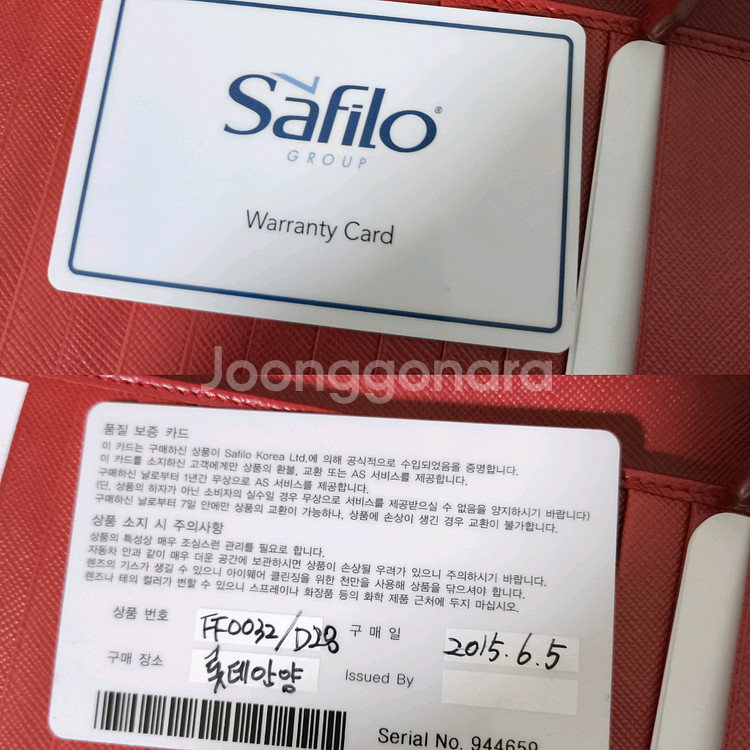 Safilo®
GROUP
Warranty Card
Joonggonara
품질 보증 카드
이 카드는 구매하신 상품이 Safilo Korea Ltd.에 의해 공식적으로 수입되었음을 증명합니다.
이 카드를 소지하신 고객에게만 상품의 환불, 교환 또는 AS 서비스를 제공합니다.
구매하신 날로부터 1년간 무상으로 AS 서비스를 제공합니다.
(단, 상품의 하자가 아닌 소비자의 실수일 경우 무상으로 서비스를 제공받으실 수 없음을 양지하시기 바랍니다)
구매하신 날로부터 7일 안에만 상품의 교환이 가능하나, 상품에 손상이 생긴 경우 교환이 불가합니다.
상품 소지 시 주의사항
상품의 특성상 매우 조심스런 관리를 필요로 합니다.
자동차 안과 같이 매우 더운 공간에 보관하시면 상품이 손상될 우려가 있으니 주의하시기 바랍니다.
렌즈의 기스가 생길 수 있으니 아이웨어 클린징을 위한 천만을 사용해 상품을 닦으셔야 합니다.
렌즈나 테의 컬러가 변할 수 있으니 스프레이나 화장품 등의 화학 제품 근처에 두지 마십시오.
상품 번호 FF0032/D28 구매일 2015.6.5
구매 장소 롯데안양 Issued By
Serial No. 944659